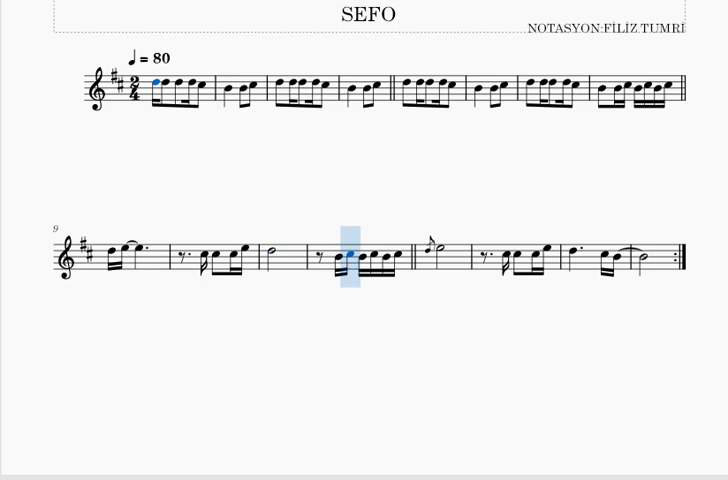 SEFO
NOTASYON:FİLİZ TUMRİ
= 80
2
4
9